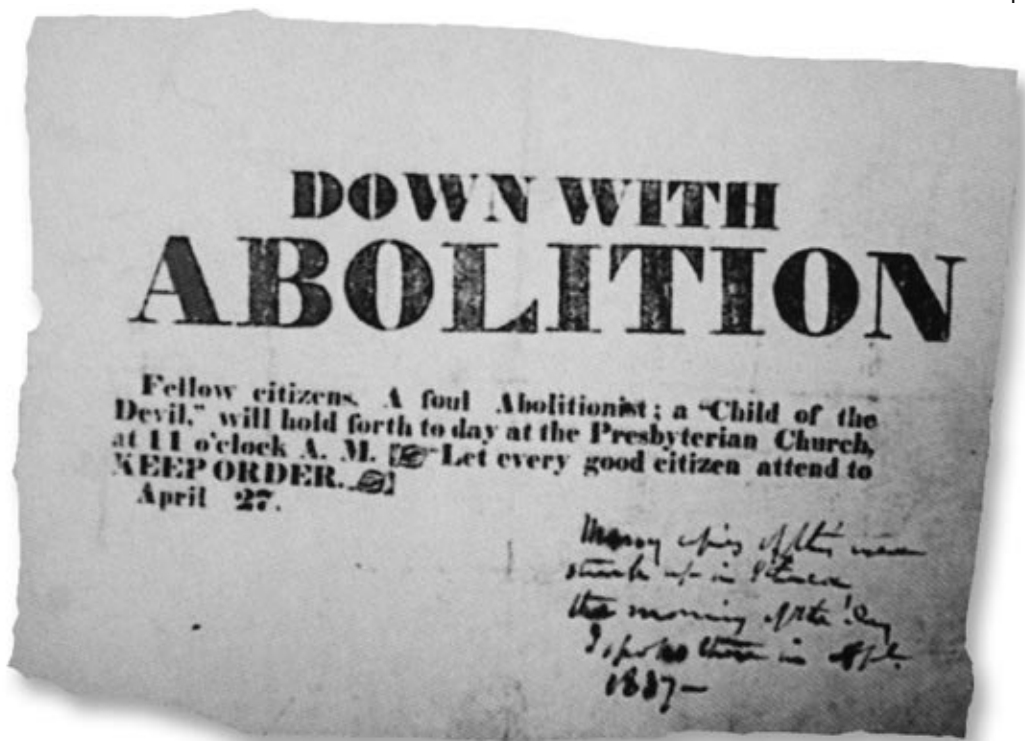 DOWN WITH
ABOLITION
Fellow citizens, A foul Abolitionist; a "Child of the
Devil," will hold forth to day at the Presbyterian Church,
at 11 o'clock A. M. Let every good citizen attend to
KEEP ORDER.
April 27.
Many copies of this were
stuck up in Ithaca
the morning of the day
I spoke there in
1837—